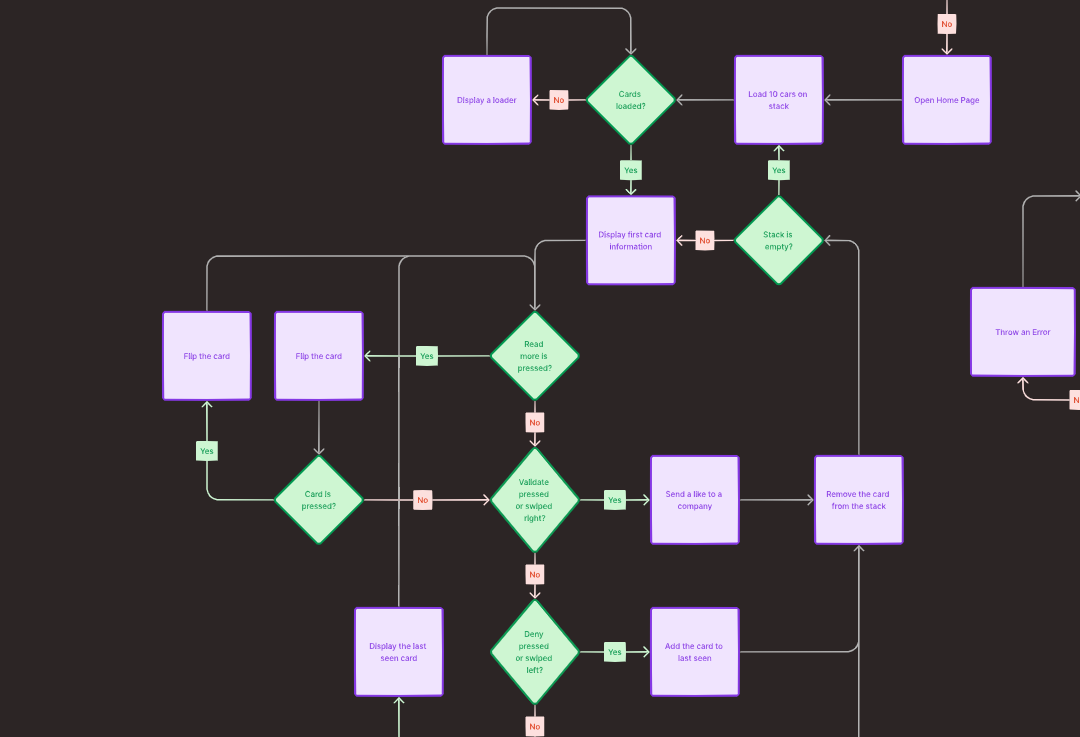 No
Display a loader
No
Cards
loaded?
Load 10 cars on
stack
Open Home Page
Yes
Yes
Display first card
information
No
Stack is
empty?
Flip the card
Flip the card
Yes
Read
more is
pressed?
Throw an Error
No
Yes
Card is
pressed?
No
Validate
pressed
or swiped
right?
Yes
Send a like to a
company
Remove the card
from the stack
No
Display the last
seen card
Deny
pressed
or swiped
left?
Yes
Add the card to
last seen
No